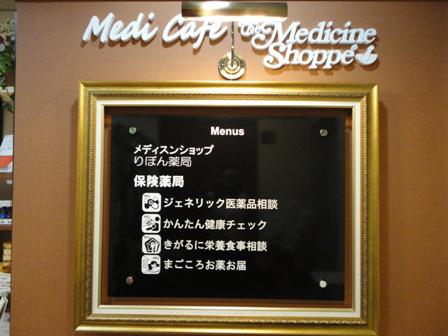 Medi Café The Medicine Shoppe
Menus
メディスンショップ
りぼん薬局
保険薬局
ジェネリック医薬品相談
かんたん健康チェック
きがるに栄養食事相談
まごころお薬お届